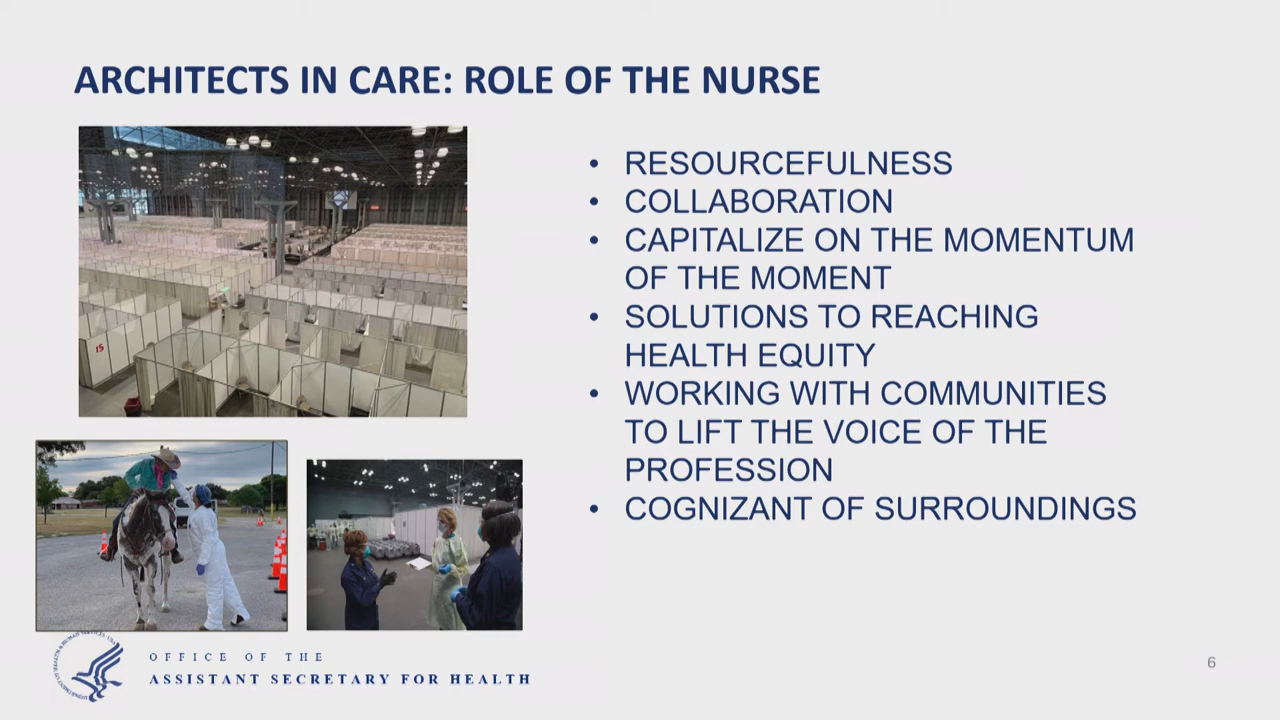 ARCHITECTS IN CARE: ROLE OF THE NURSE
• RESOURCEFULNESS
• COLLABORATION
• CAPITALIZE ON THE MOMENTUM
OF THE MOMENT
• SOLUTIONS TO REACHING
HEALTH EQUITY
• WORKING WITH COMMUNITIES
TO LIFT THE VOICE OF THE
PROFESSION
• COGNIZANT OF SURROUNDINGS
15
OFFICE OF THE
ASSISTANT SECRETARY FOR HEALTH
6